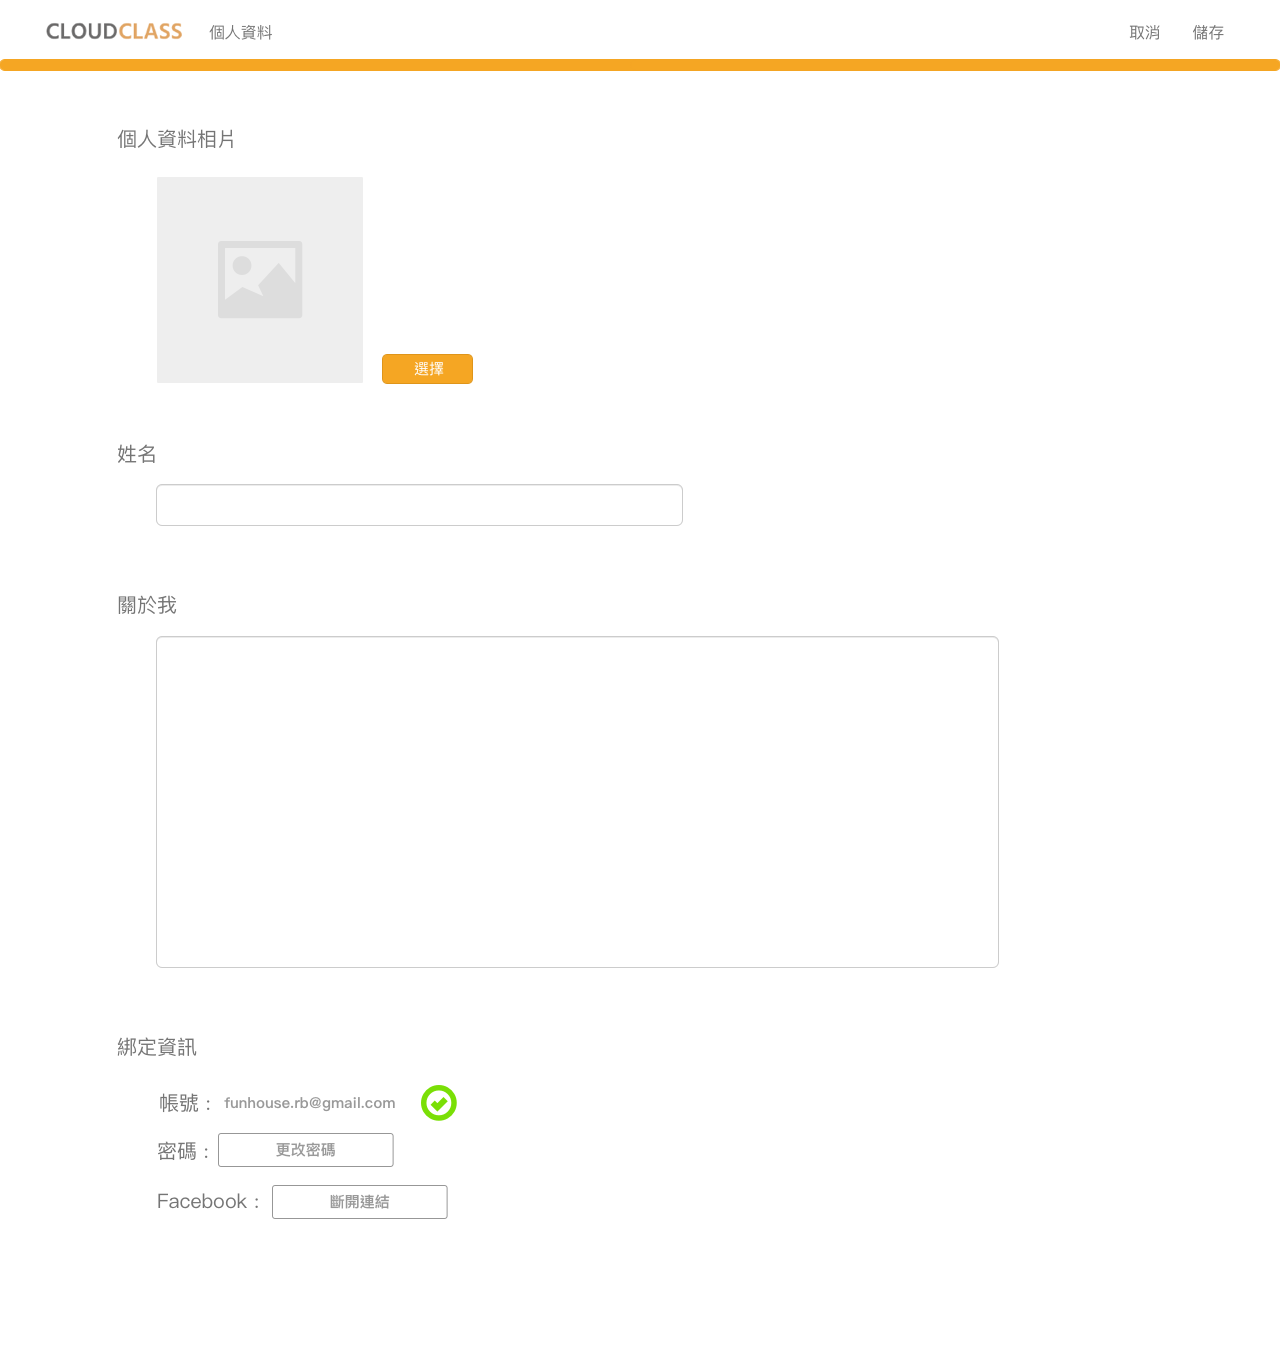 CLOUDCLASS 個人資料 取消 儲存
個人資料相片
選擇
姓名
關於我
綁定資訊
帳號： funhouse.rb@gmail.com
密碼： 更改密碼
Facebook： 斷開連結